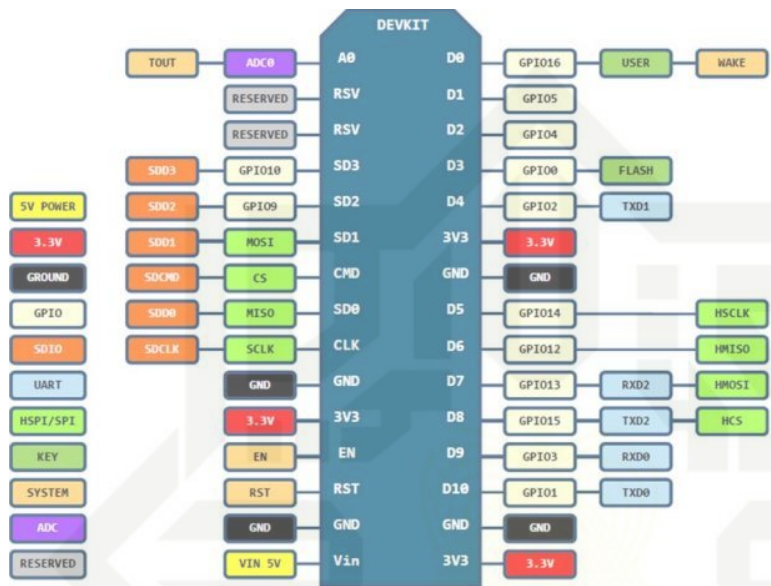 DEVKIT
TOUT ADC0 A0 D0 GPIO16 USER WAKE
RESERVED RSV D1 GPIO5
RESERVED RSV D2 GPIO4
SDD3 GPIO10 SD3 D3 GPIO0 FLASH
5V POWER SDD2 GPIO9 SD2 D4 GPIO2 TXD1
3.3V SDD1 MOSI SD1 3V3 3.3V
GROUND SDCMD CS CMD GND GND
GPIO SDD0 MISO SD0 D5 GPIO14 HSCLK
SDIO SDCLK SCLK CLK D6 GPIO12 HMISO
UART GND GND D7 GPIO13 RXD2 HMOSI
HSPI/SPI 3.3V 3V3 D8 GPIO15 TXD2 HCS
KEY EN EN D9 GPIO3 RXD0
SYSTEM RST RST D10 GPIO1 TXD0
ADC GND GND GND GND
RESERVED VIN 5V Vin 3V3 3.3V